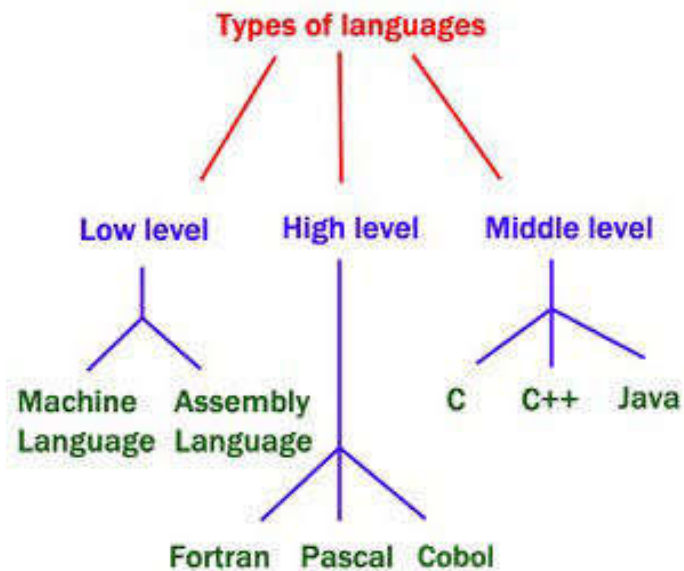 Types of languages
Low level High level Middle level
Machine Language Assembly Language
C C++ Java
Fortran Pascal Cobol